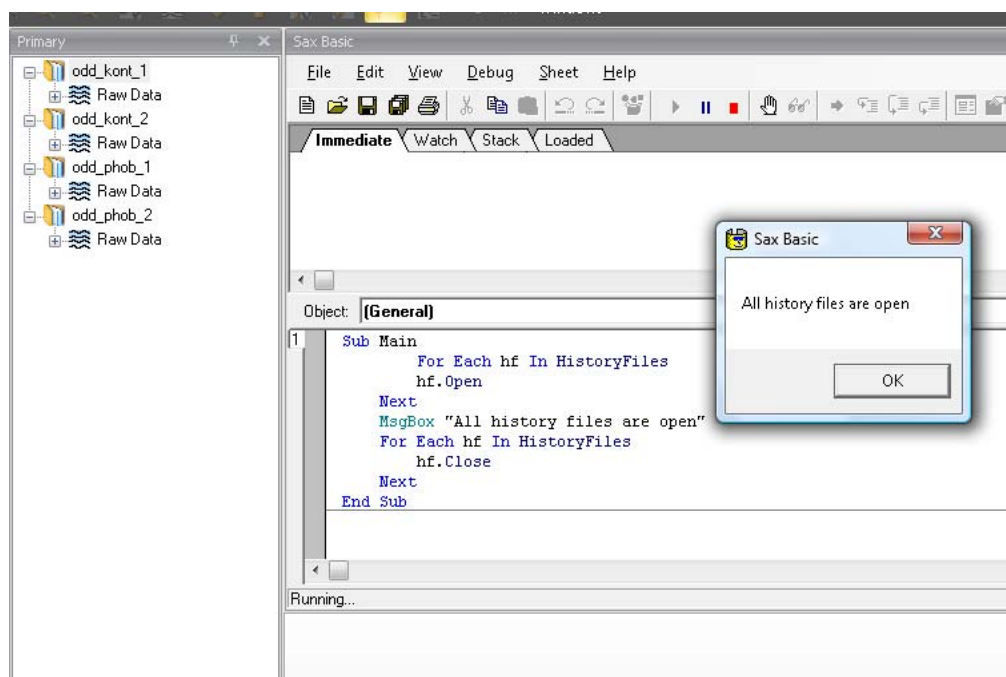 Primary
odd_kont_1
Raw Data
odd_kont_2
Raw Data
odd_phob_1
Raw Data
odd_phob_2
Raw Data
Sax Basic
File Edit View Debug Sheet Help
Immediate Watch Stack Loaded
Object: (General)
1
Sub Main
For Each hf In HistoryFiles
hf.Open
Next
MsgBox "All history files are open"
For Each hf In HistoryFiles
hf.Close
Next
End Sub
Running...
Sax Basic
All history files are open
OK